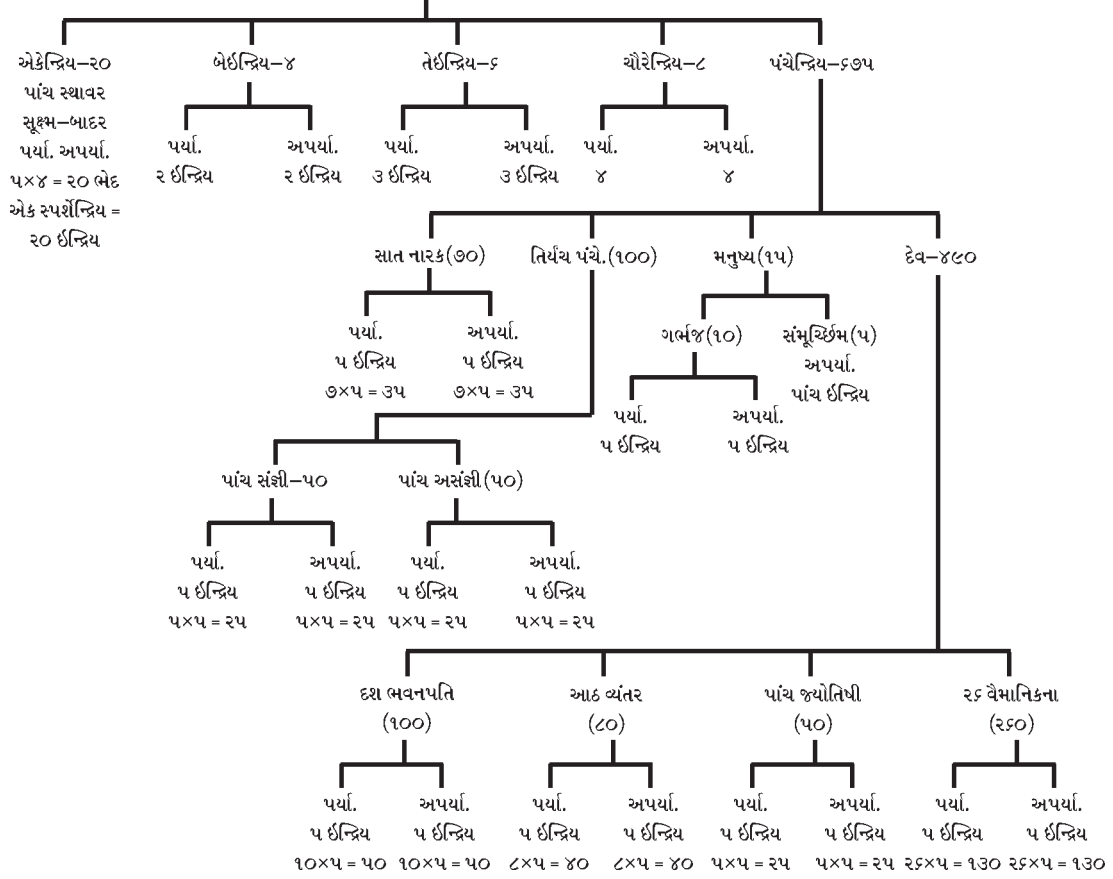 એકેન્દ્રિય–૨૦
પાંચ સ્થાવર
સૂક્ષ્મ–બાદર
પર્યા. અપર્યા.
૫×૪ = ૨૦ ભેદ
એક સ્પર્શેન્દ્રિય =
૨૦ ઇન્દ્રિય
બેઇન્દ્રિય–૪
પર્યા.
૨ ઇન્દ્રિય
અપર્યા.
૨ ઇન્દ્રિય
તેઇન્દ્રિય–૬
પર્યા.
૩ ઇન્દ્રિય
અપર્યા.
૩ ઇન્દ્રિય
ચૌરેન્દ્રિય–૮
પર્યા.
૪
અપર્યા.
૪
પંચેન્દ્રિય–૬૭૫
સાત નારક(૭૦)
પર્યા.
૫ ઇન્દ્રિય
૭×૫ = ૩૫
અપર્યા.
૫ ઇન્દ્રિય
૭×૫ = ૩૫
તિર્યંચ પંચે.(૧૦૦)
મનુષ્ય(૧૫)
ગર્ભજ(૧૦)
પર્યા.
૫ ઇન્દ્રિય
અપર્યા.
૫ ઇન્દ્રિય
સંમૂર્ચ્છિમ(૫)
અપર્યા.
પાંચ ઇન્દ્રિય
દેવ–૪૯૦
પાંચ સંજ્ઞી–૫૦
પર્યા.
૫ ઇન્દ્રિય
૫×૫ = ૨૫
અપર્યા.
૫ ઇન્દ્રિય
૫×૫ = ૨૫
પાંચ અસંજ્ઞી(૫૦)
પર્યા.
૫ ઇન્દ્રિય
૫×૫ = ૨૫
અપર્યા.
૫ ઇન્દ્રિય
૫×૫ = ૨૫
દશ ભવનપતિ
(૧૦૦)
પર્યા.
૫ ઇન્દ્રિય
૧૦×૫ = ૫૦
અપર્યા.
૫ ઇન્દ્રિય
૧૦×૫ = ૫૦
આઠ વ્યંતર
(૮૦)
પર્યા.
૫ ઇન્દ્રિય
૮×૫ = ૪૦
અપર્યા.
૫ ઇન્દ્રિય
૮×૫ = ૪૦
પાંચ જ્યોતિષી
(૫૦)
પર્યા.
૫ ઇન્દ્રિય
૫×૫ = ૨૫
અપર્યા.
૫ ઇન્દ્રિય
૫×૫ = ૨૫
૨૬ વૈમાનિકના
(૨૬૦)
પર્યા.
૫ ઇન્દ્રિય
૨૬×૫ = ૧૩૦
અપર્યા.
૫ ઇન્દ્રિય
૨૬×૫ = ૧૩૦